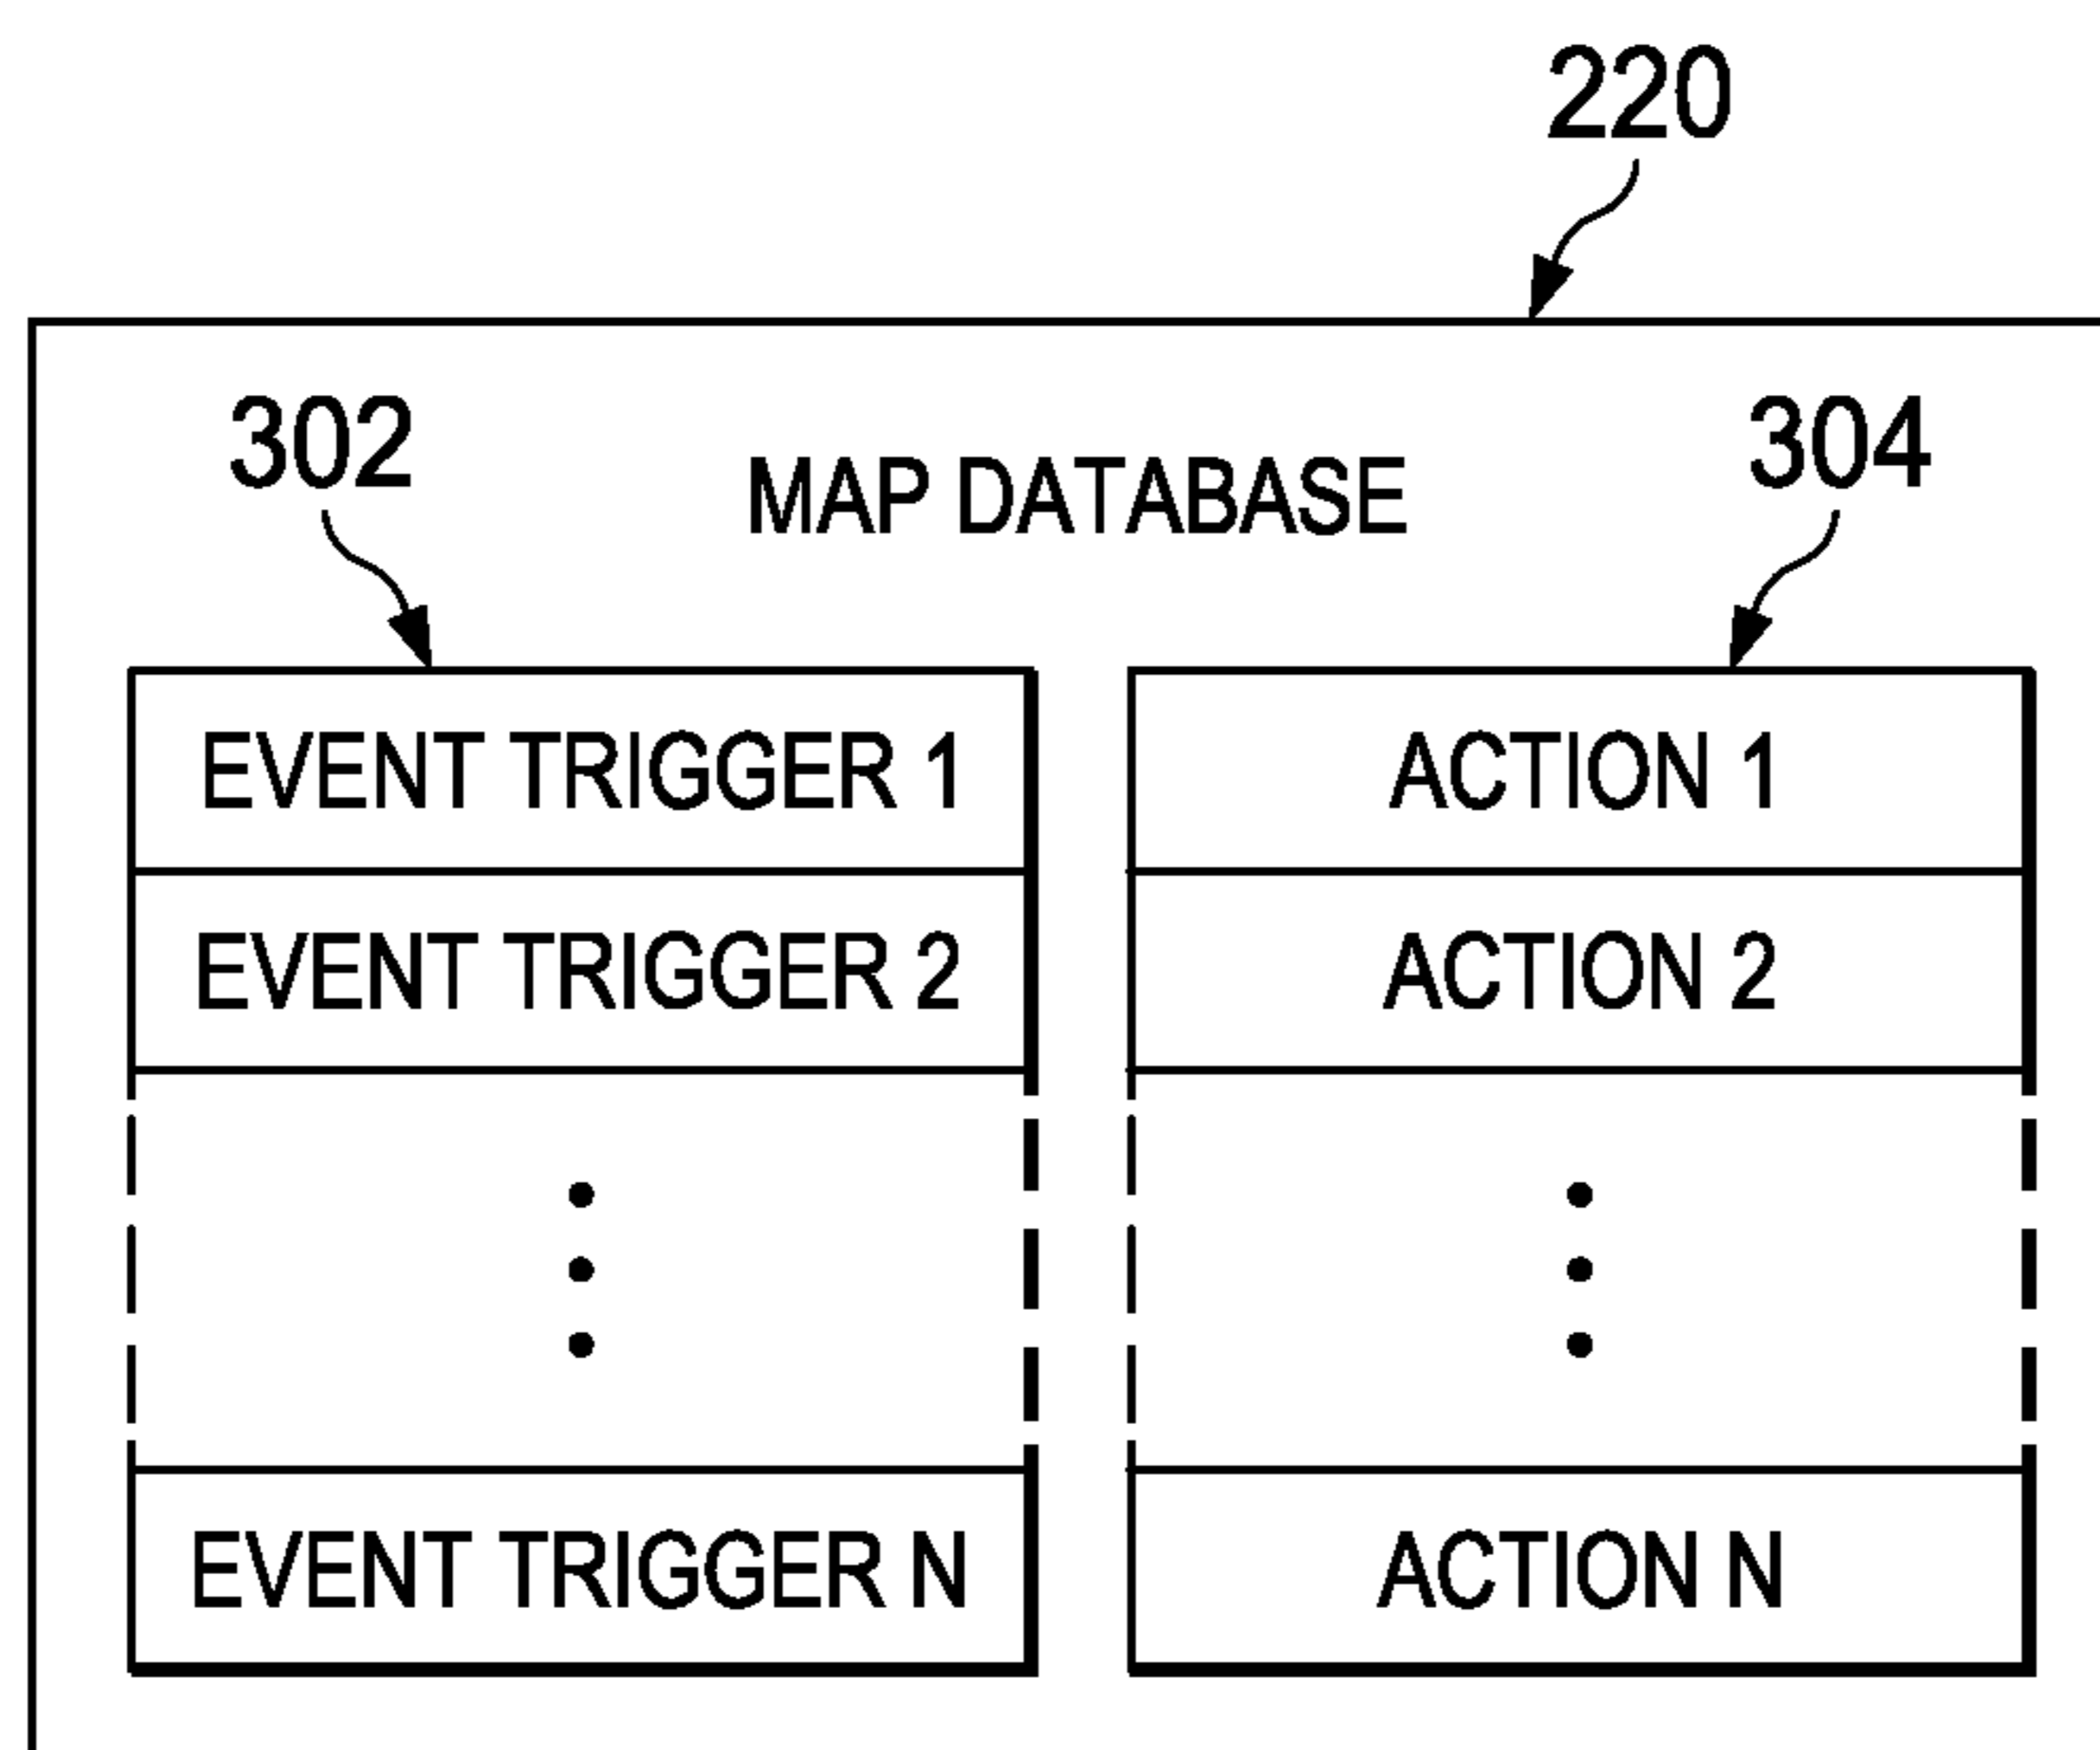 220
302
MAP DATABASE
304
EVENT TRIGGER 1
ACTION 1
EVENT TRIGGER 2
ACTION 2
EVENT TRIGGER N
ACTION N